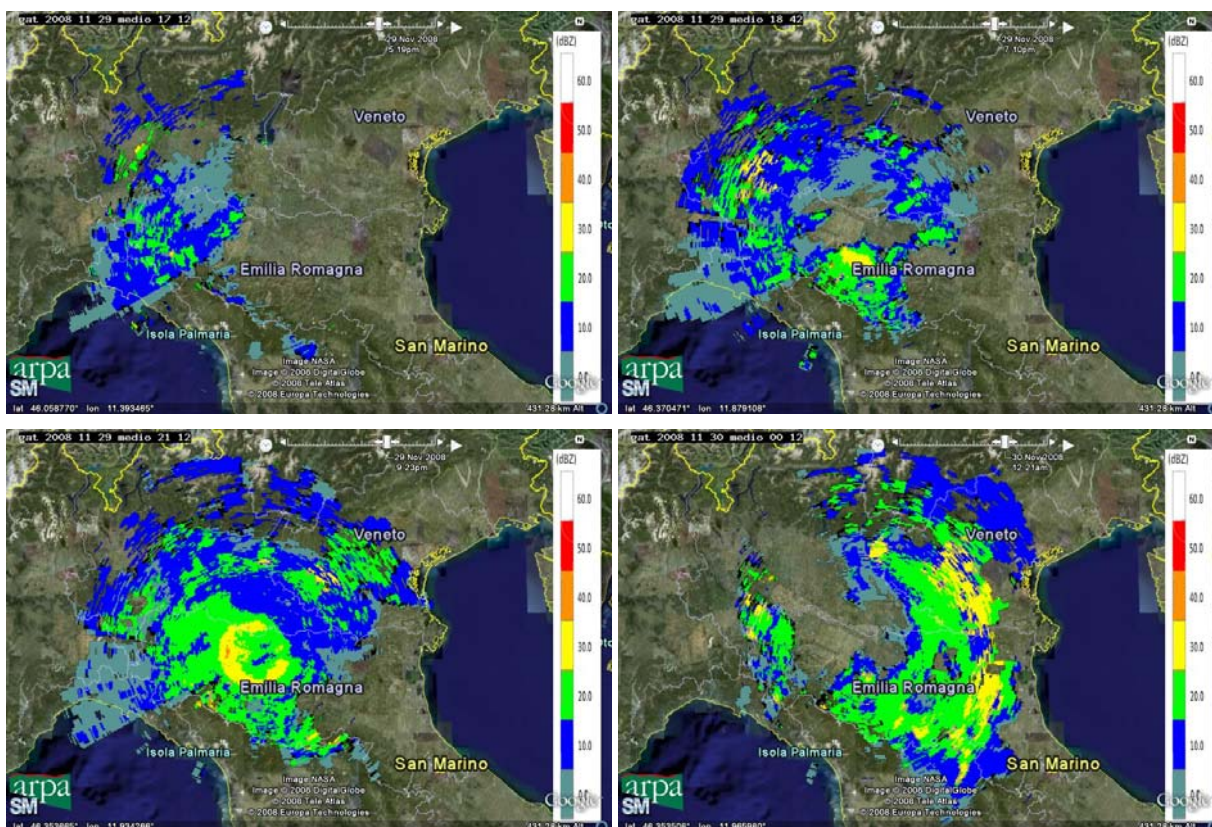 gat 2008 11 29 medio 17 12
29 Nov 2008
5:19pm
N
(dBZ)
60.0
50.0
40.0
30.0
20.0
10.0
Veneto
Emilia Romagna
Isola Palmaria
San Marino
Image NASA
Image © 2008 DigitalGlobe
© 2008 Tele Atlas
© 2008 Europa Technologies
arpa
SM
Google
lat 46.058770° lon 11.393465°
431.28 km Alt
gat 2008 11 29 medio 18 42
29 Nov 2008
7:10pm
N
(dBZ)
60.0
50.0
40.0
30.0
20.0
10.0
Veneto
Emilia Romagna
Isola Palmaria
San Marino
Image NASA
Image © 2008 DigitalGlobe
© 2008 Tele Atlas
© 2008 Europa Technologies
arpa
SM
Google
lat 46.370471° lon 11.879108°
431.28 km Alt
gat 2008 11 29 medio 21 12
29 Nov 2008
9:23pm
N
(dBZ)
60.0
50.0
40.0
30.0
20.0
10.0
Veneto
Emilia Romagna
Isola Palmaria
San Marino
Image NASA
Image © 2008 DigitalGlobe
© 2008 Tele Atlas
© 2008 Europa Technologies
arpa
SM
Google
431.28 km Alt
gat 2008 11 30 medio 00 12
30 Nov 2008
12:21am
N
(dBZ)
60.0
50.0
40.0
30.0
20.0
10.0
Veneto
Emilia Romagna
Isola Palmaria
San Marino
Image NASA
Image © 2008 DigitalGlobe
© 2008 Tele Atlas
© 2008 Europa Technologies
arpa
SM
Google
431.28 km Alt